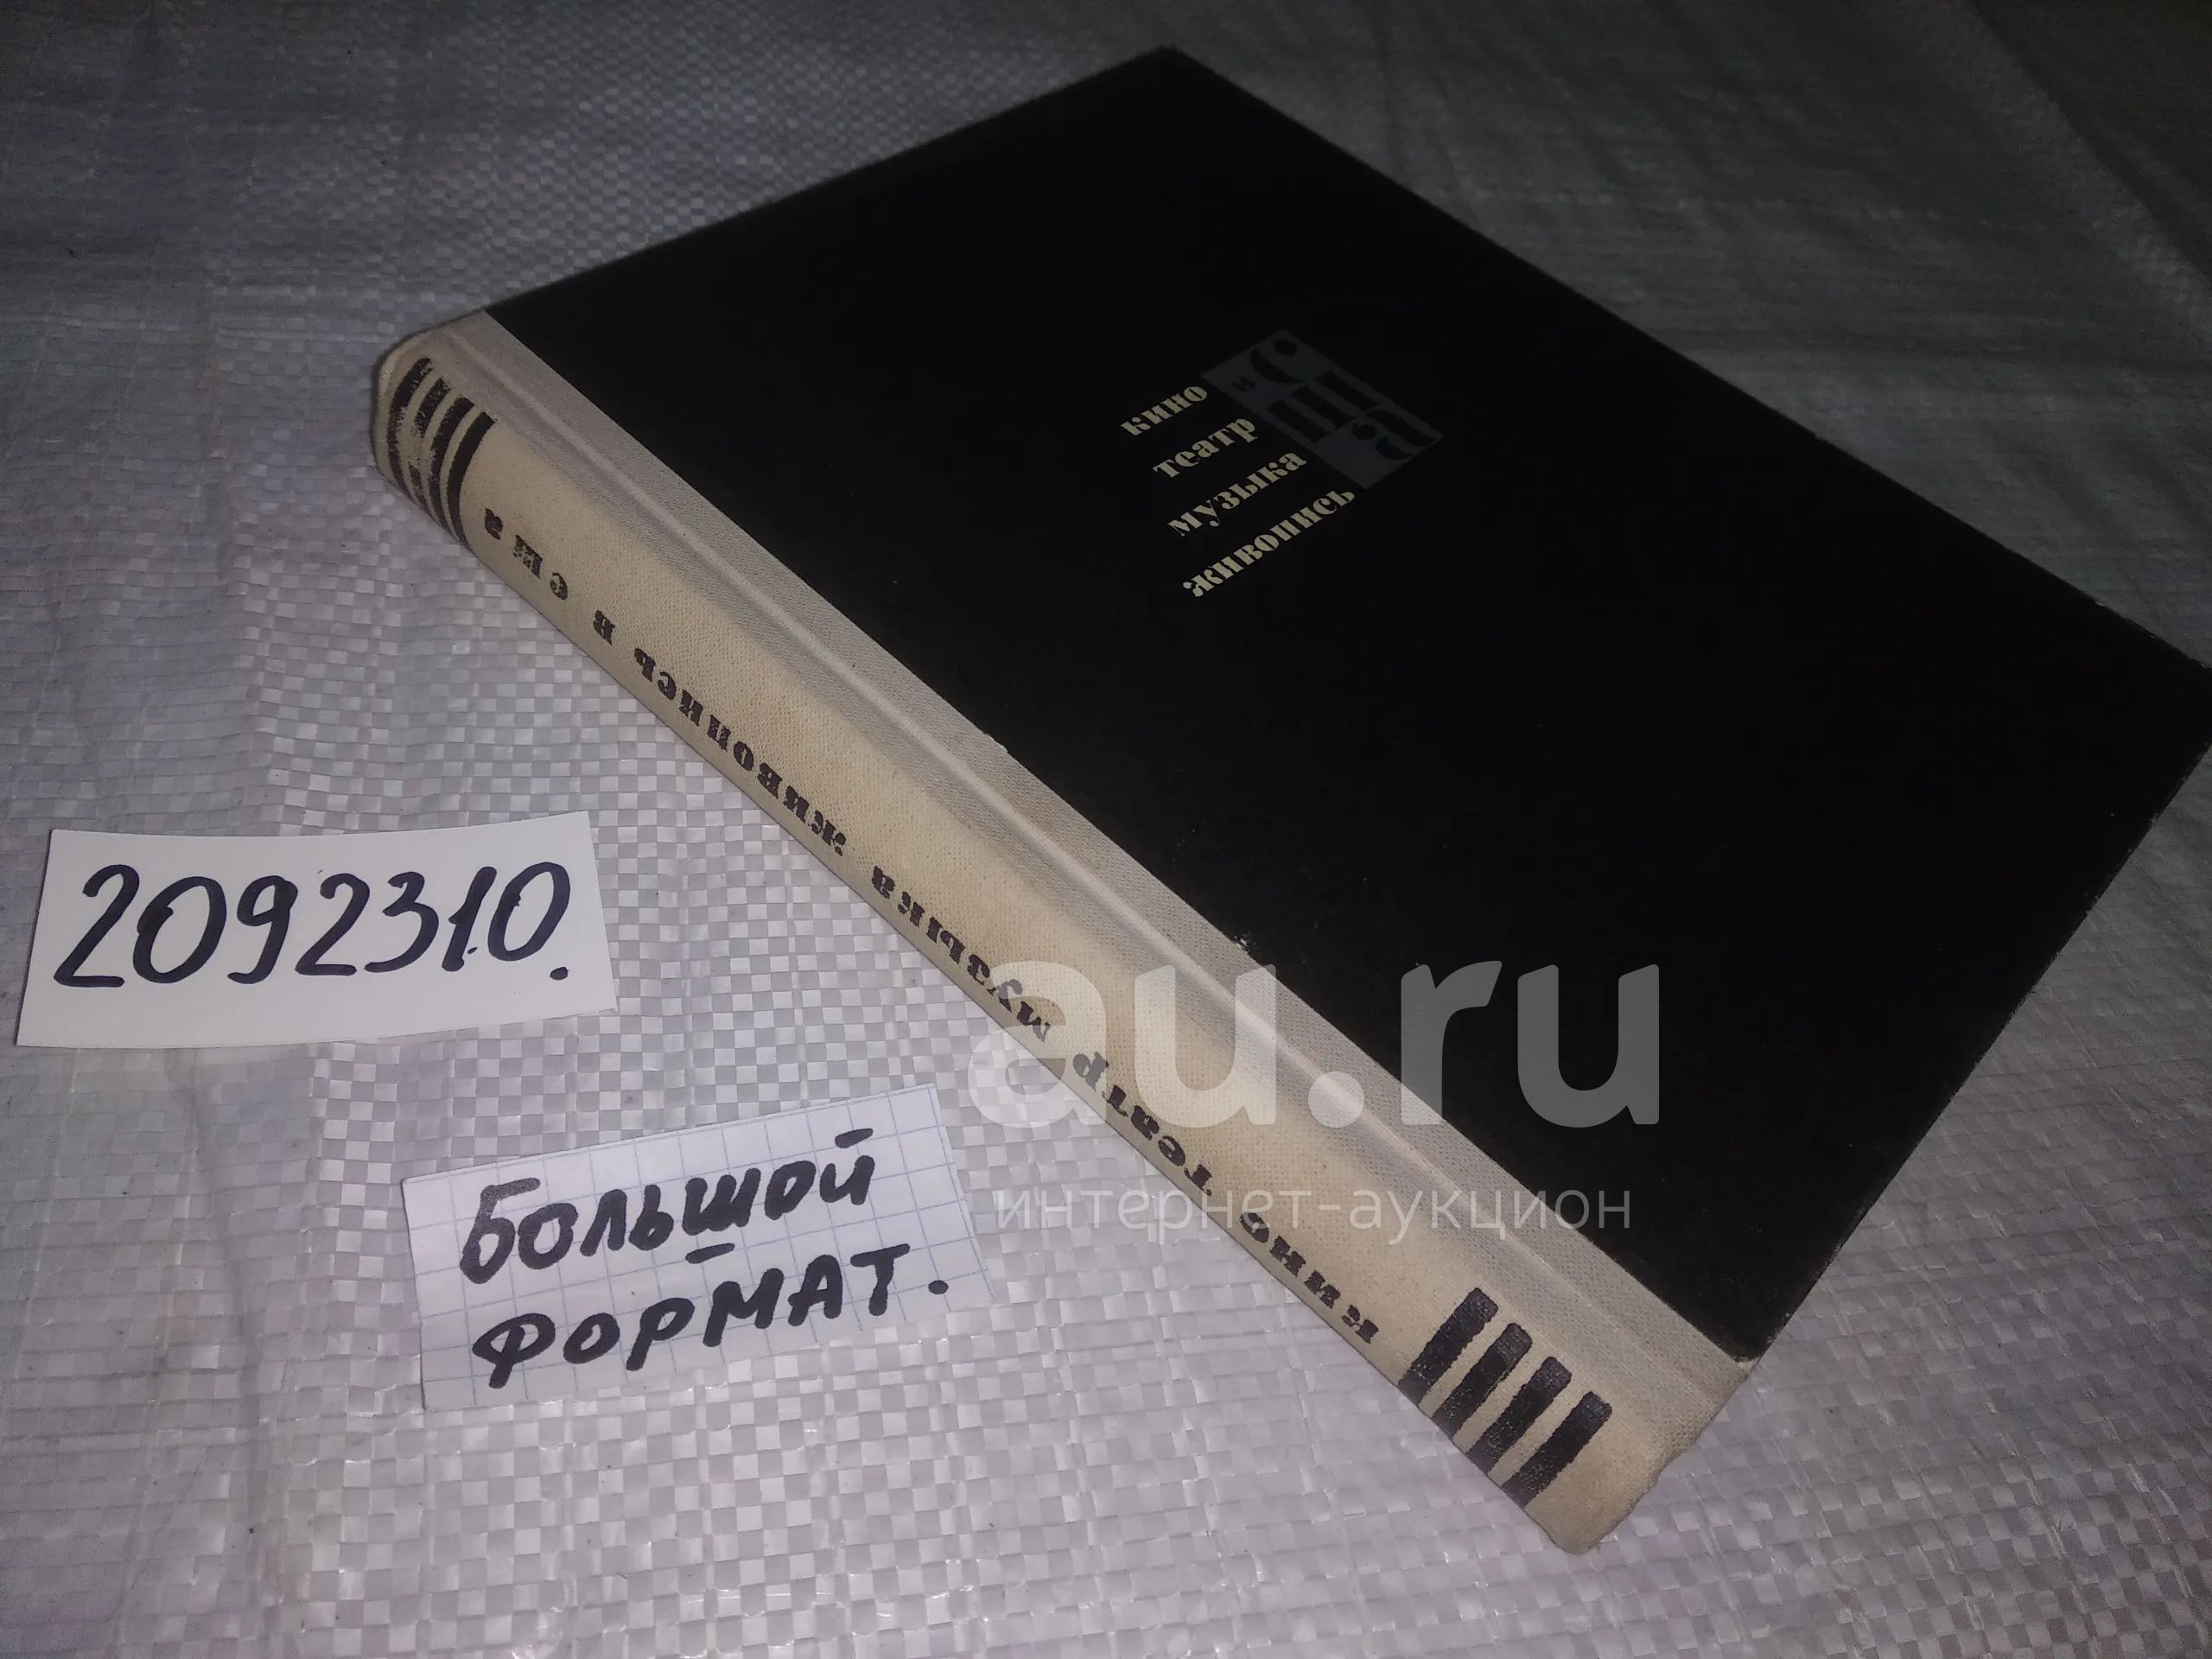 кино
театр
музыка
живопись
в США
кино театр музыка живопись в сша
2092310.
Большой
формат.
au.ru
интернет-аукцион